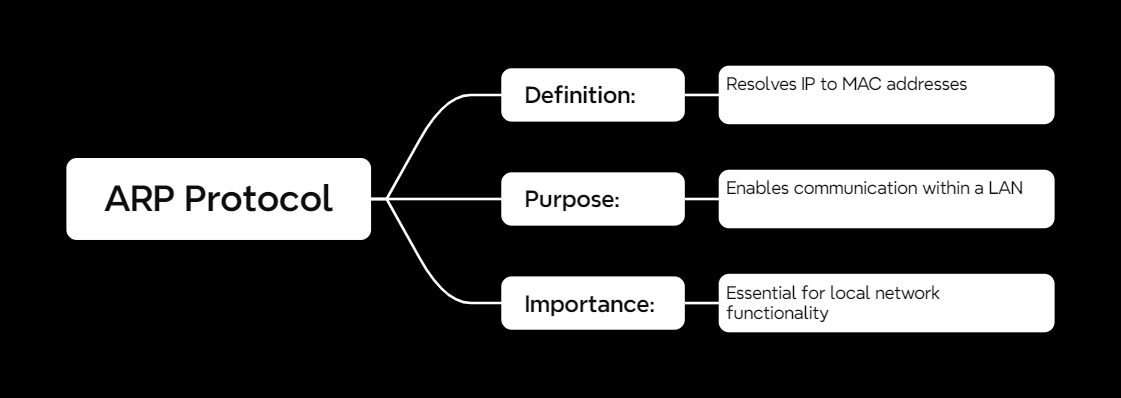 ARP Protocol
Definition:
Resolves IP to MAC addresses
Purpose:
Enables communication within a LAN
Importance:
Essential for local network
functionality